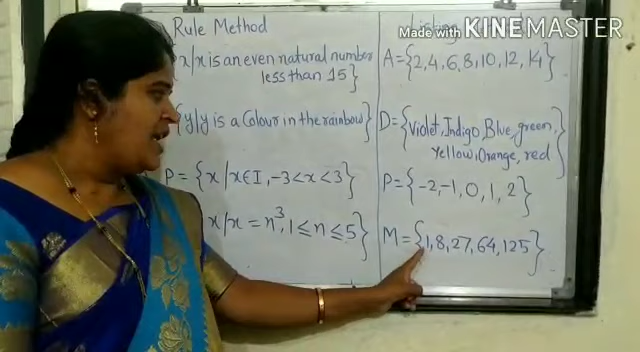 Made with KINEMASTER
Rule Method
Listing
x/x is an even natural number
less than 15}
A={2,4,6,8,10,12,14}
{y/y is a Colour in the rainbow}
D={Violet, Indigo, Blue, green,
Yellow, Orange, red}
P={x/x∈I, -3<x<3}
P={-2,-1,0,1,2}
x/x=n³, 1≤n≤5}
M={1,8,27,64,125}